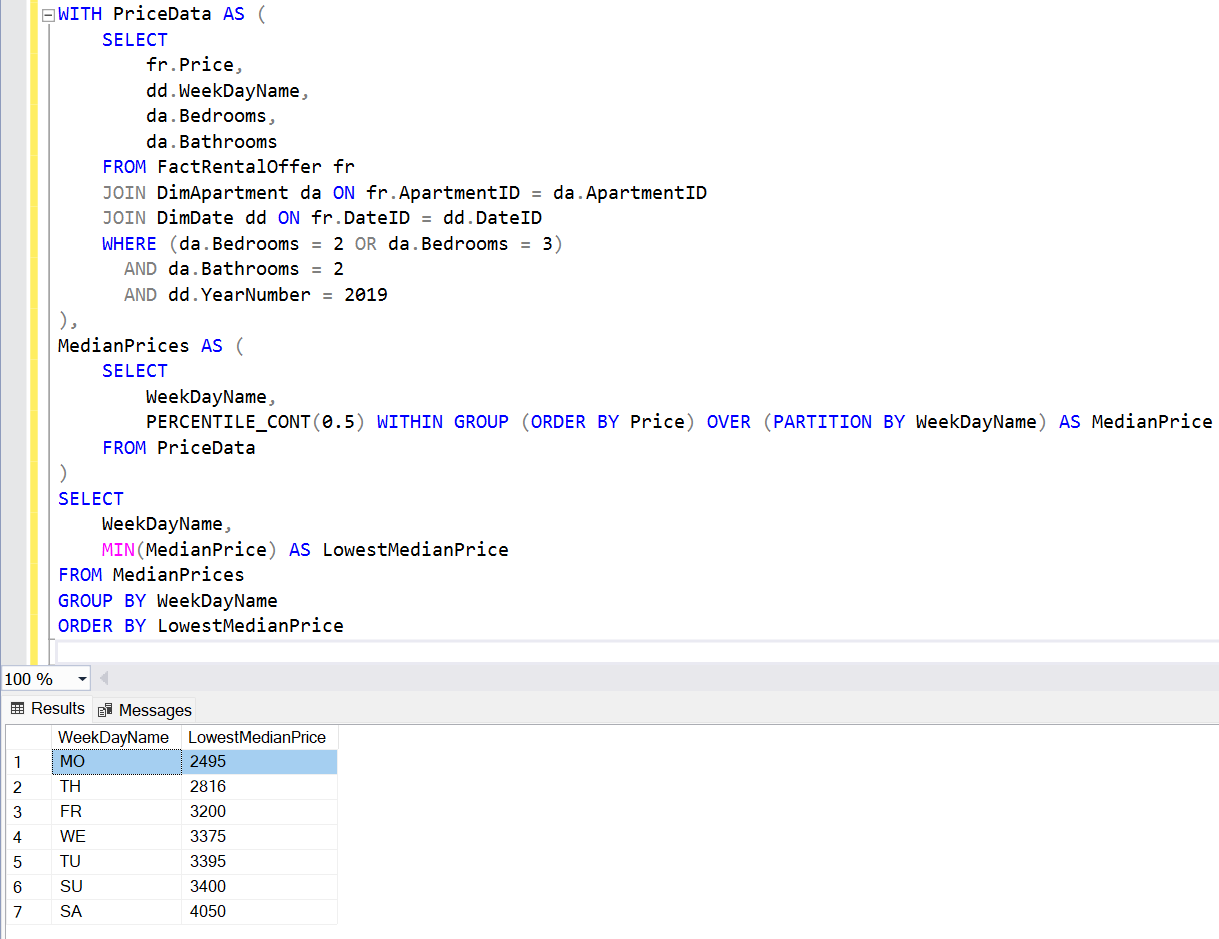 WITH PriceData AS (
    SELECT
        fr.Price,
        dd.WeekDayName,
        da.Bedrooms,
        da.Bathrooms
    FROM FactRentalOffer fr
    JOIN DimApartment da ON fr.ApartmentID = da.ApartmentID
    JOIN DimDate dd ON fr.DateID = dd.DateID
    WHERE (da.Bedrooms = 2 OR da.Bedrooms = 3)
      AND da.Bathrooms = 2
      AND dd.YearNumber = 2019
),
MedianPrices AS (
    SELECT
        WeekDayName,
        PERCENTILE_CONT(0.5) WITHIN GROUP (ORDER BY Price) OVER (PARTITION BY WeekDayName) AS MedianPrice
    FROM PriceData
)
SELECT
    WeekDayName,
    MIN(MedianPrice) AS LowestMedianPrice
FROM MedianPrices
GROUP BY WeekDayName
ORDER BY LowestMedianPrice
100 %
Results Messages
WeekDayName LowestMedianPrice
1 MO 2495
2 TH 2816
3 FR 3200
4 WE 3375
5 TU 3395
6 SU 3400
7 SA 4050